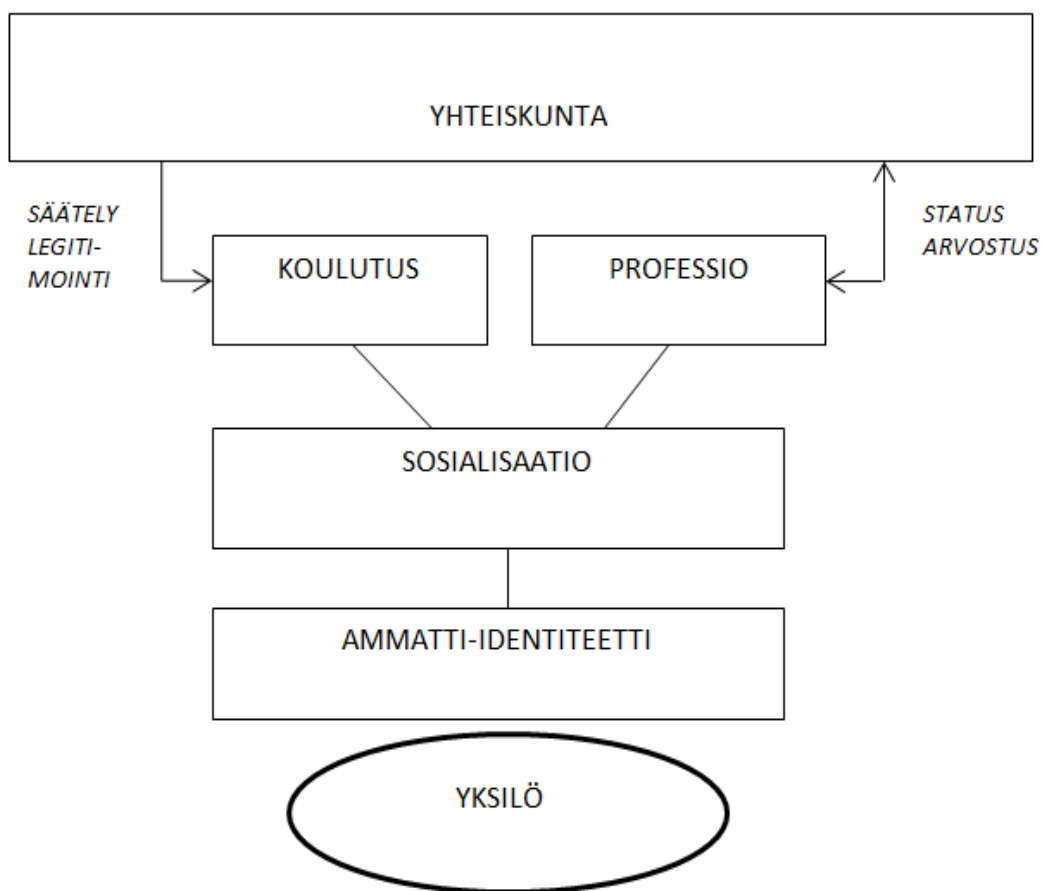 YHTEISKUNTA
SÄÄTELY
LEGITI-
MOINTI
STATUS
ARVOSTUS
KOULUTUS
PROFESSIO
SOSIALISAATIO
AMMATTI-IDENTITEETTI
YKSILÖ